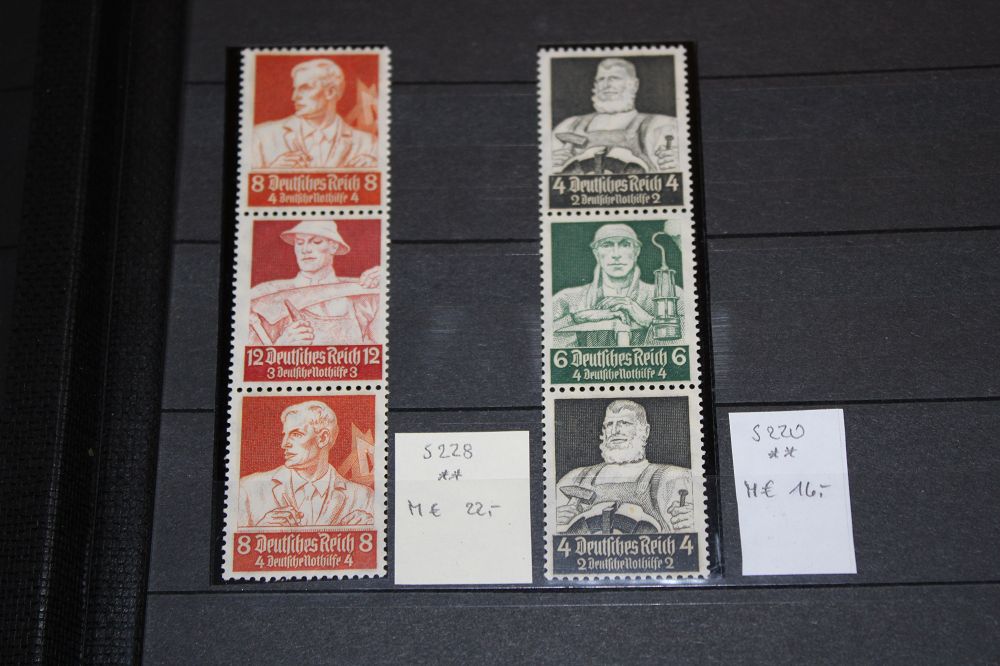 8 Deutsches Reich 8
4 Deutsche Nothilfe 4
12 Deutsches Reich 12
3 Deutsche Nothilfe 3
8 Deutsches Reich 8
4 Deutsche Nothilfe 4
S228
**
M€ 22,-
4 Deutsches Reich 4
2 Deutsche Nothilfe 2
6 Deutsches Reich 6
4 Deutsche Nothilfe 4
4 Deutsches Reich 4
2 Deutsche Nothilfe 2
S220
**
M€ 16,-